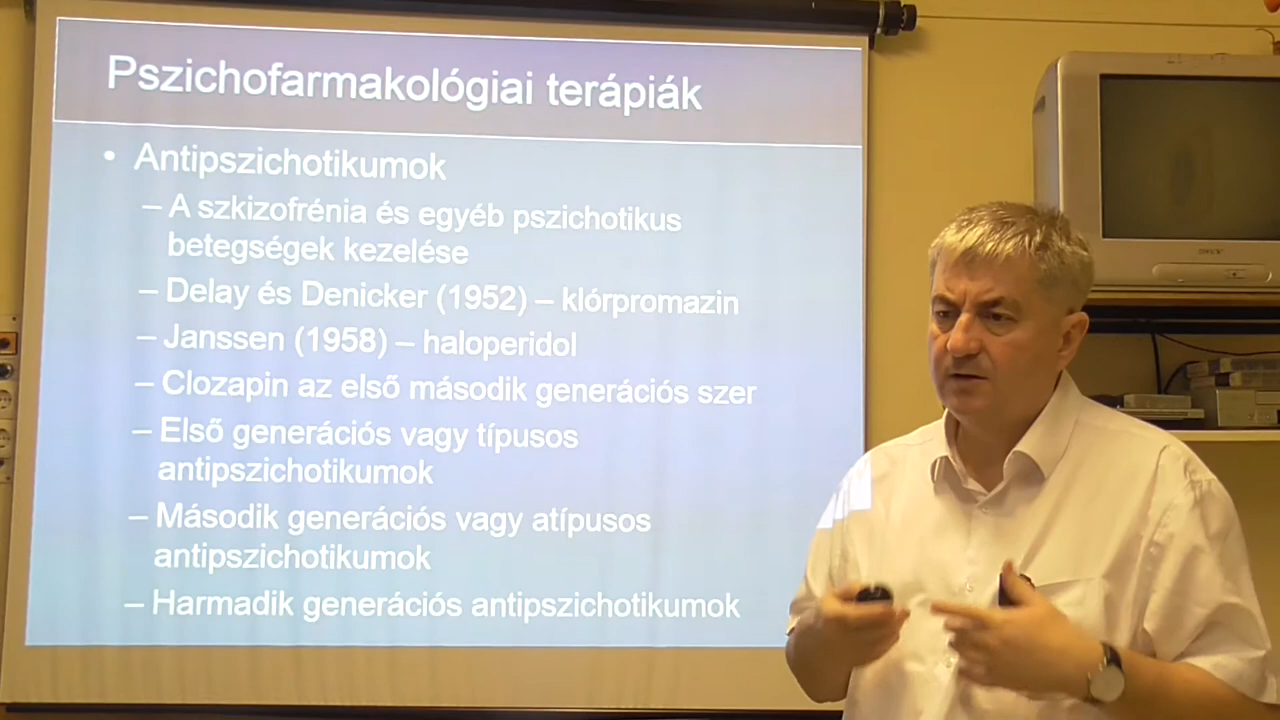 Pszichofarmakológiai terápiák
• Antipszichotikumok
– A szkizofrénia és egyéb pszichotikus
betegségek kezelése
– Delay és Denicker (1952) – klórpromazin
– Janssen (1958) – haloperidol
– Clozapin az első második generációs szer
– Első generációs vagy típusos
antipszichotikumok
– Második generációs vagy atípusos
antipszichotikumok
– Harmadik generációs antipszichotikumok